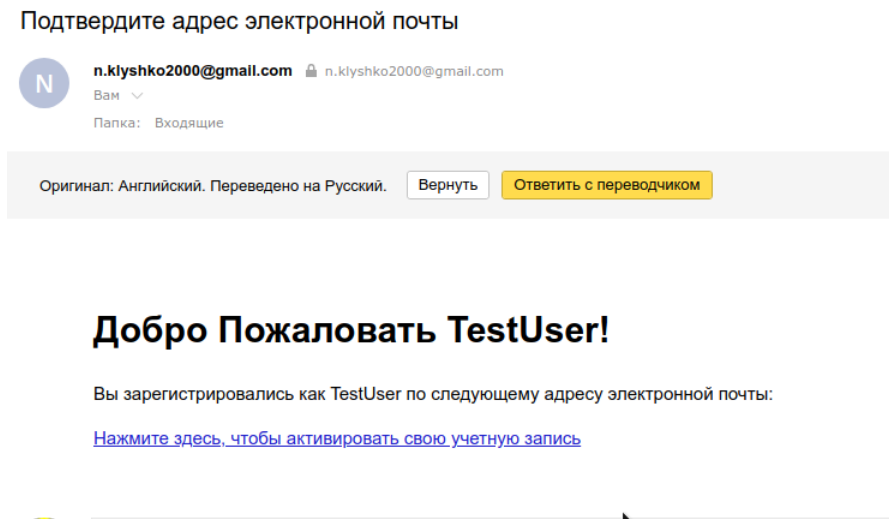 Подтвердите адрес электронной почты
N
n.klyshko2000@gmail.com n.klyshko2000@gmail.com
Вам
Папка: Входящие
Оригинал: Английский. Переведено на Русский. Вернуть Ответить с переводчиком
Добро Пожаловать TestUser!
Вы зарегистрировались как TestUser по следующему адресу электронной почты:
Нажмите здесь, чтобы активировать свою учетную запись